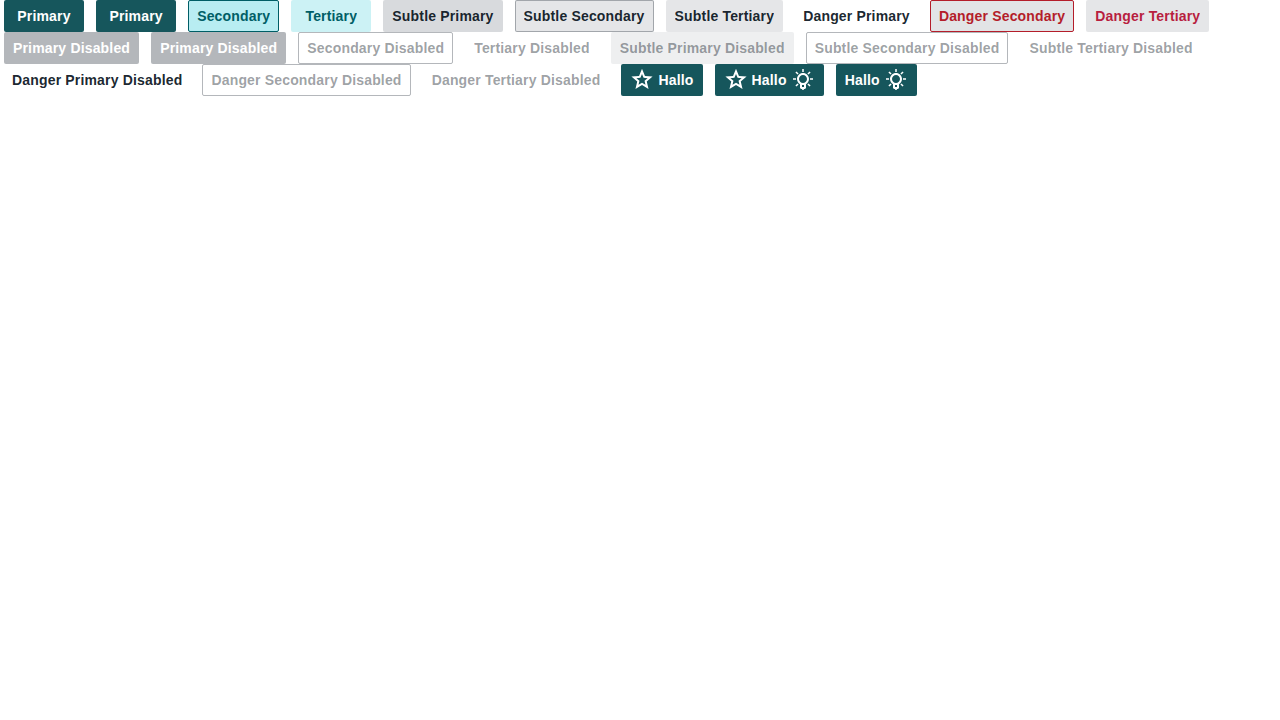 Primary Primary Secondary Tertiary Subtle Primary Subtle Secondary Subtle Tertiary Danger Primary Danger Secondary Danger Tertiary
Primary Disabled Primary Disabled Secondary Disabled Tertiary Disabled Subtle Primary Disabled Subtle Secondary Disabled Subtle Tertiary Disabled
Danger Primary Disabled Danger Secondary Disabled Danger Tertiary Disabled Hallo Hallo Hallo